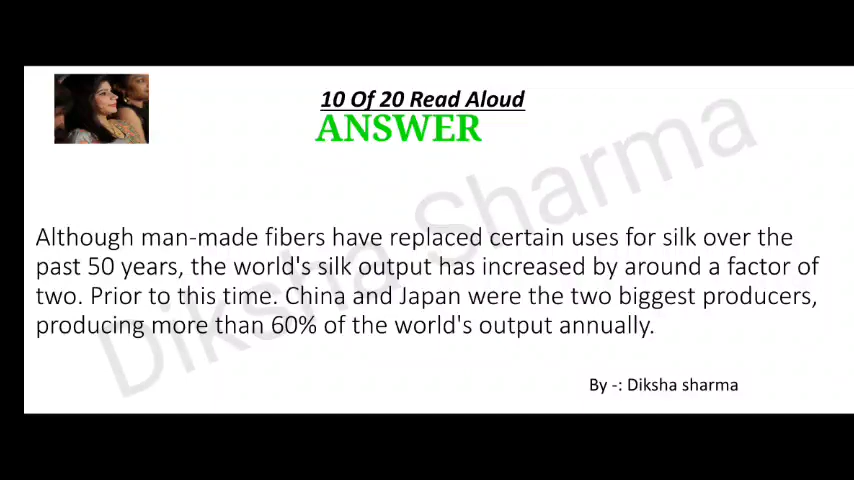 10 Of 20 Read Aloud
ANSWER
Diksha Sharma
Although man-made fibers have replaced certain uses for silk over the
past 50 years, the world's silk output has increased by around a factor of
two. Prior to this time. China and Japan were the two biggest producers,
producing more than 60% of the world's output annually.
By -: Diksha sharma